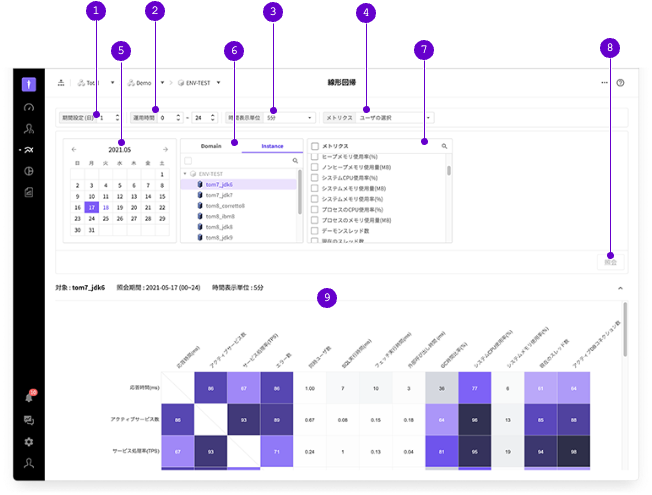 1
2
3
4
5
6
7
8
9
Total
Demo
ENV-TEST
線形回帰
期間設定 (日) 1
運用時間 0 ~ 24
時間表示単位 5分
メトリクス ユーザの選択
2021.05
日 月 火 水 木 金 土
1
2 3 4 5 6 7 8
9 10 11 12 13 14 15
16 17 18 19 20 21 22
23 24 25 26 27 28 29
30 31
Domain Instance
ENV-TEST
tom7_jdk6
tom7_jdk7
tom8_corretto8
tom8_ibm8
tom8_jdk8
tom8_jdk9
メトリクス
ヒープメモリ使用率(%)
ノンヒープメモリ使用量(MB)
システムCPU使用率(%)
システムメモリ使用量(MB)
システムメモリ使用率(%)
プロセスのCPU使用率(%)
プロセスのメモリ使用量(MB)
デーモンスレッド数
現在のスレッド数
照会
対象 : tom7_jdk6 照会期間 : 2021-05-17 (00~24) 時間表示単位 : 5分
応答時間(ms)
アクティブサービス数
サービス処理率(TPS)
エラー数
同時ユーザ数
SQL実行時間(ms)
フェッチ実行時間(ms)
外部呼び出し時間 (ms)
GC時間比率(%)
システムCPU使用率(%)
システムメモリ使用率(%)
現在のスレッド数
アクティブDBコネクション数
応答時間(ms) 86 67 86 1.00 7 10 3 36 77 6 61 64
アクティブサービス数 86 93 83 0.67 0.08 0.15 0.18 64 96 13 85 88
サービス処理率(TPS) 67 93 71 0.24 1 0.13 0.04 81 95 19 94 98